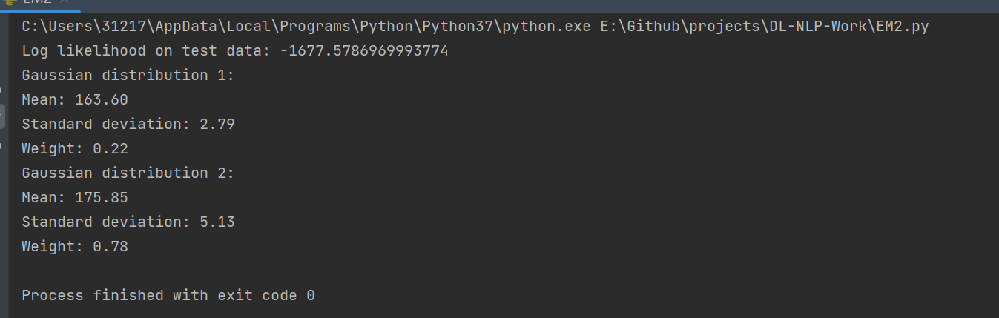 EM2
C:\Users\31217\AppData\Local\Programs\Python\Python37\python.exe E:\Github\projects\DL-NLP-Work\EM2.py
Log likelihood on test data: -1677.5786969993774
Gaussian distribution 1:
Mean: 163.60
Standard deviation: 2.79
Weight: 0.22
Gaussian distribution 2:
Mean: 175.85
Standard deviation: 5.13
Weight: 0.78
Process finished with exit code 0